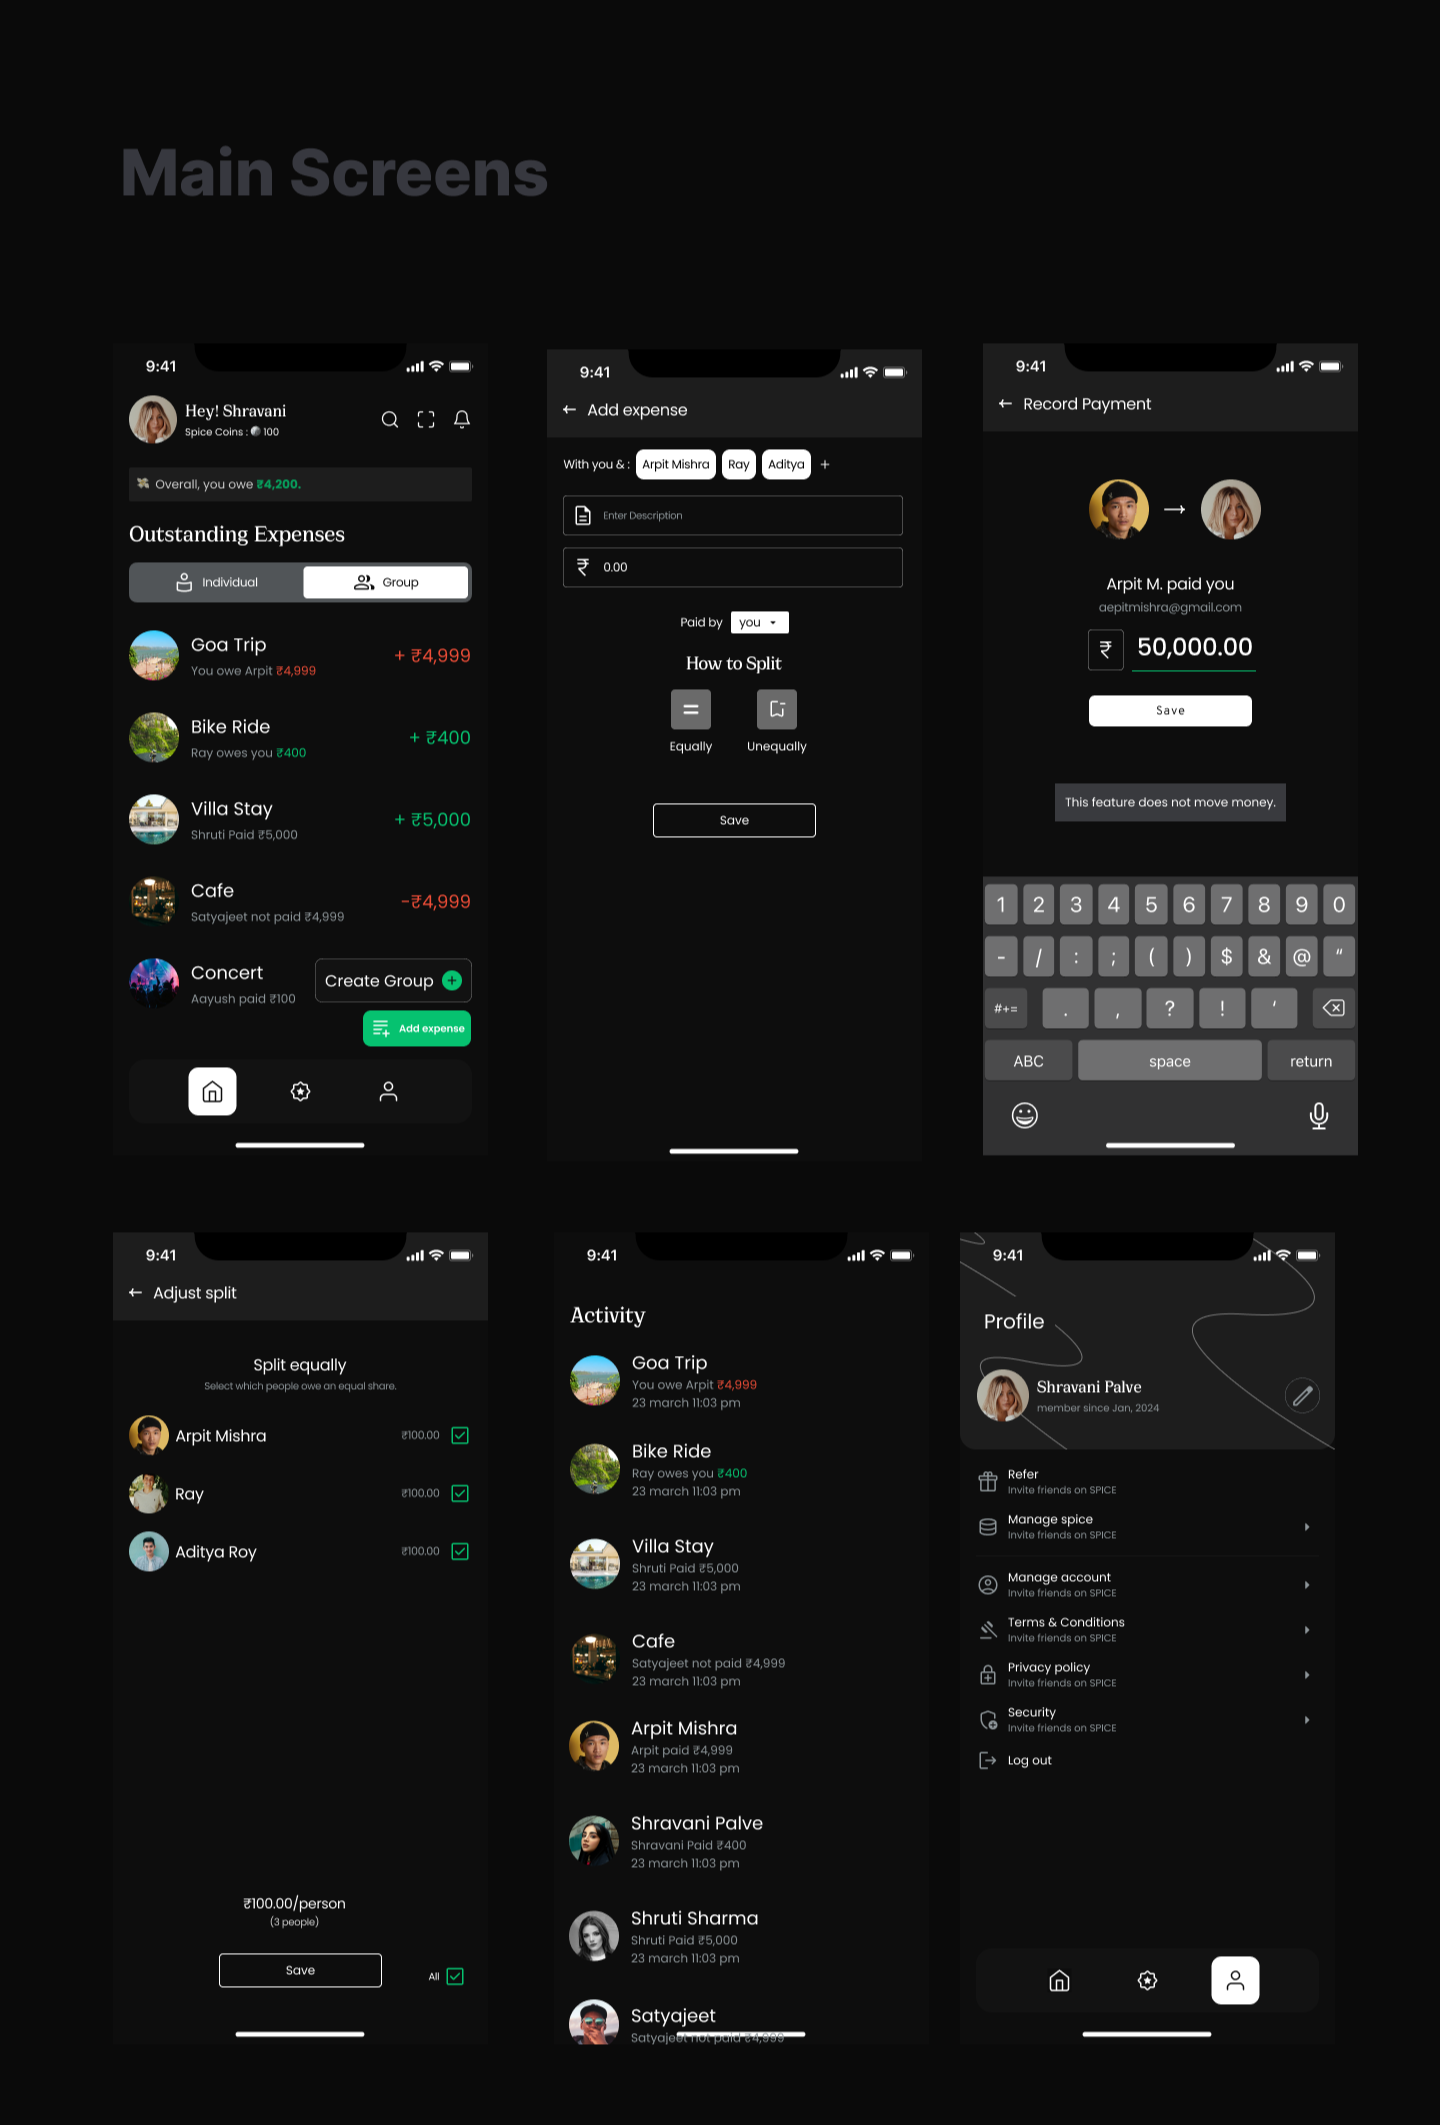 Main Screens
9:41
Hey! Shravani
Spice Coins : 100
Overall, you owe ₹4,200.
Outstanding Expenses
Individual
Group
Goa Trip
+ ₹4,999
You owe Arpit ₹4,999
Bike Ride
+ ₹400
Ray owes you ₹400
Villa Stay
+ ₹5,000
Shruti Paid ₹5,000
Cafe
-₹4,999
Satyajeet not paid ₹4,999
Concert
Aayush paid ₹100
Create Group
Add expense
9:41
Add expense
With you & : Arpit Mishra Ray Aditya +
Enter Description
₹ 0.00
Paid by you
How to Split
Equally
Unequally
Save
9:41
Record Payment
Arpit M. paid you
aepitmishra@gmail.com
₹ 50,000.00
Save
This feature does not move money.
1 2 3 4 5 6 7 8 9 0
- / : ; ( ) $ & @ “
#+= . , ? ! ‘
ABC space return
9:41
Adjust split
Split equally
Select which people owe an equal share.
Arpit Mishra ₹100.00
Ray ₹100.00
Aditya Roy ₹100.00
₹100.00/person
(3 people)
Save
All
9:41
Activity
Goa Trip
You owe Arpit ₹4,999
23 march 11:03 pm
Bike Ride
Ray owes you ₹400
23 march 11:03 pm
Villa Stay
Shruti Paid ₹5,000
23 march 11:03 pm
Cafe
Satyajeet not paid ₹4,999
23 march 11:03 pm
Arpit Mishra
Arpit paid ₹4,999
23 march 11:03 pm
Shravani Palve
Shravani Paid ₹400
23 march 11:03 pm
Shruti Sharma
Shruti Paid ₹5,000
23 march 11:03 pm
Satyajeet
Satyajeet not paid ₹4,999
9:41
Profile
Shravani Palve
member since Jan, 2024
Refer
Invite friends on SPICE
Manage spice
Invite friends on SPICE
Manage account
Invite friends on SPICE
Terms & Conditions
Invite friends on SPICE
Privacy policy
Invite friends on SPICE
Security
Invite friends on SPICE
Log out